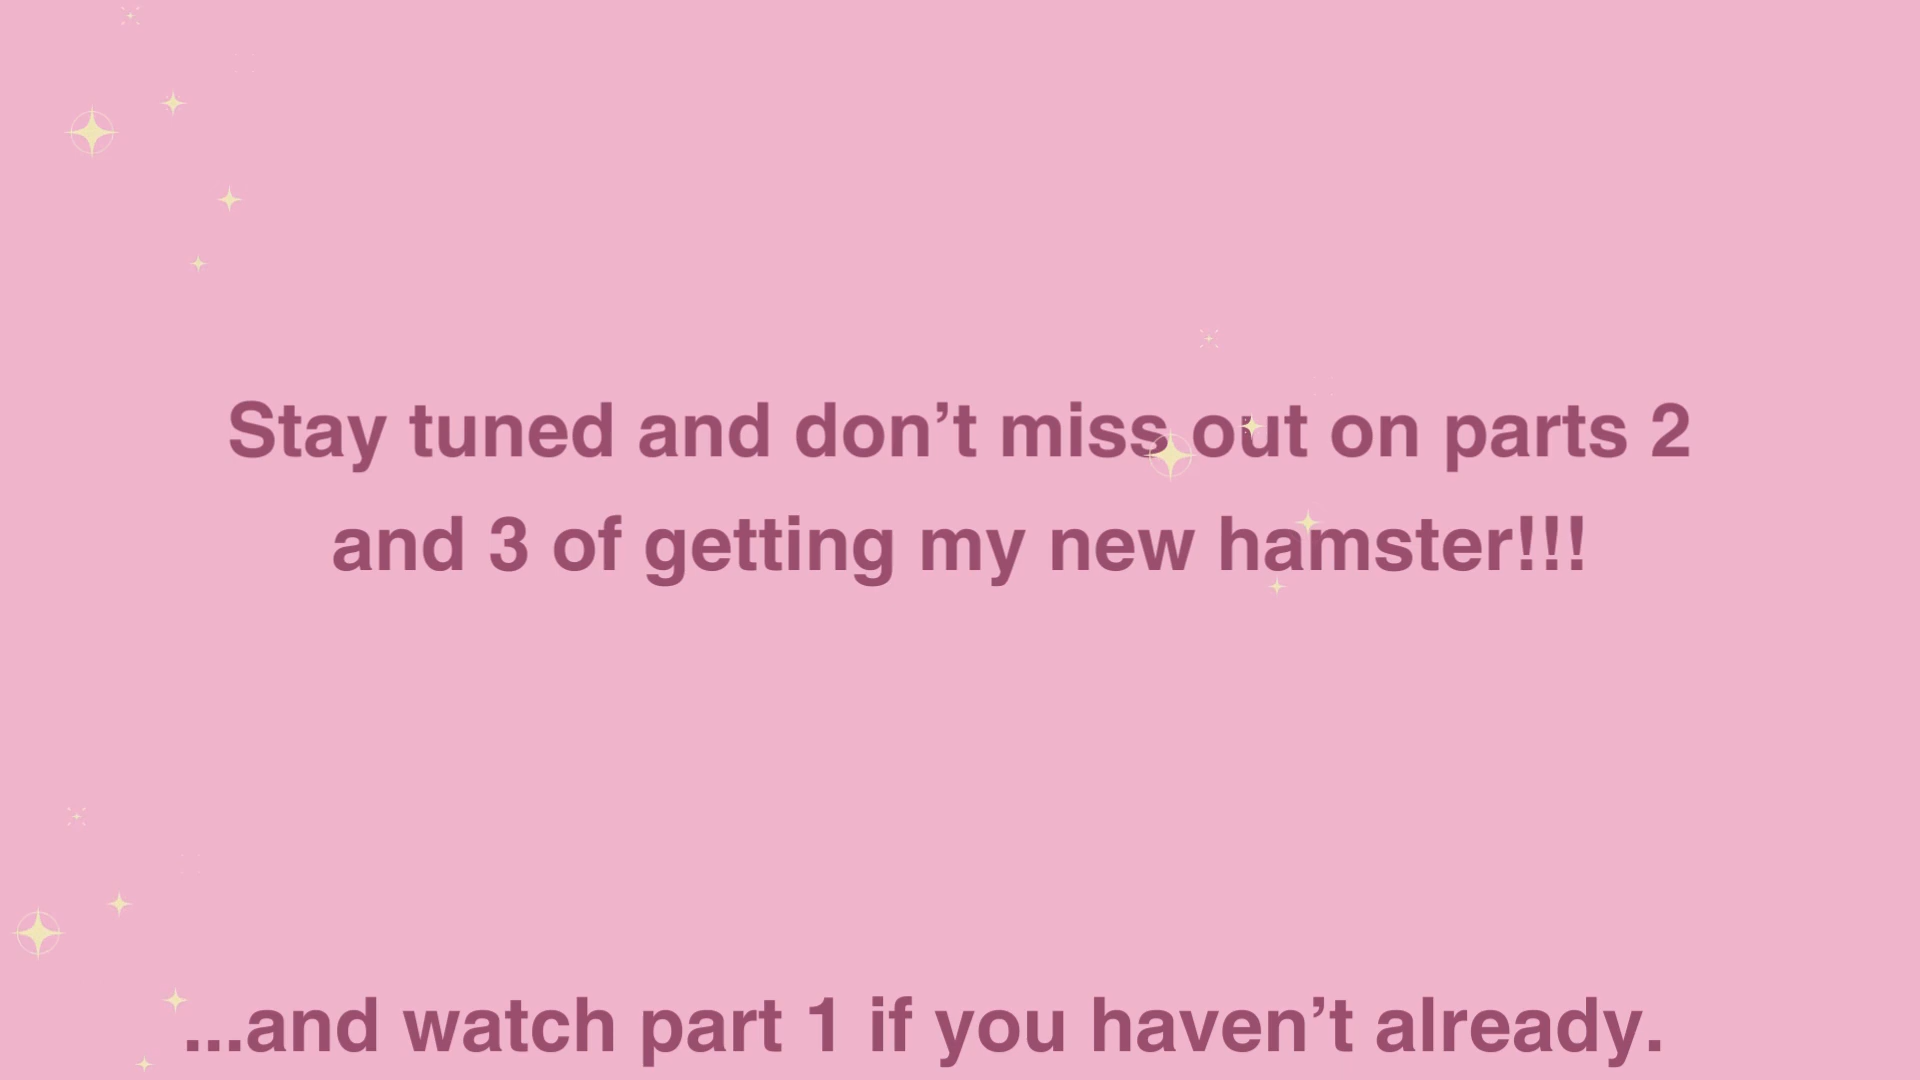 Stay tuned and don’t miss out on parts 2
and 3 of getting my new hamster!!!
...and watch part 1 if you haven’t already.